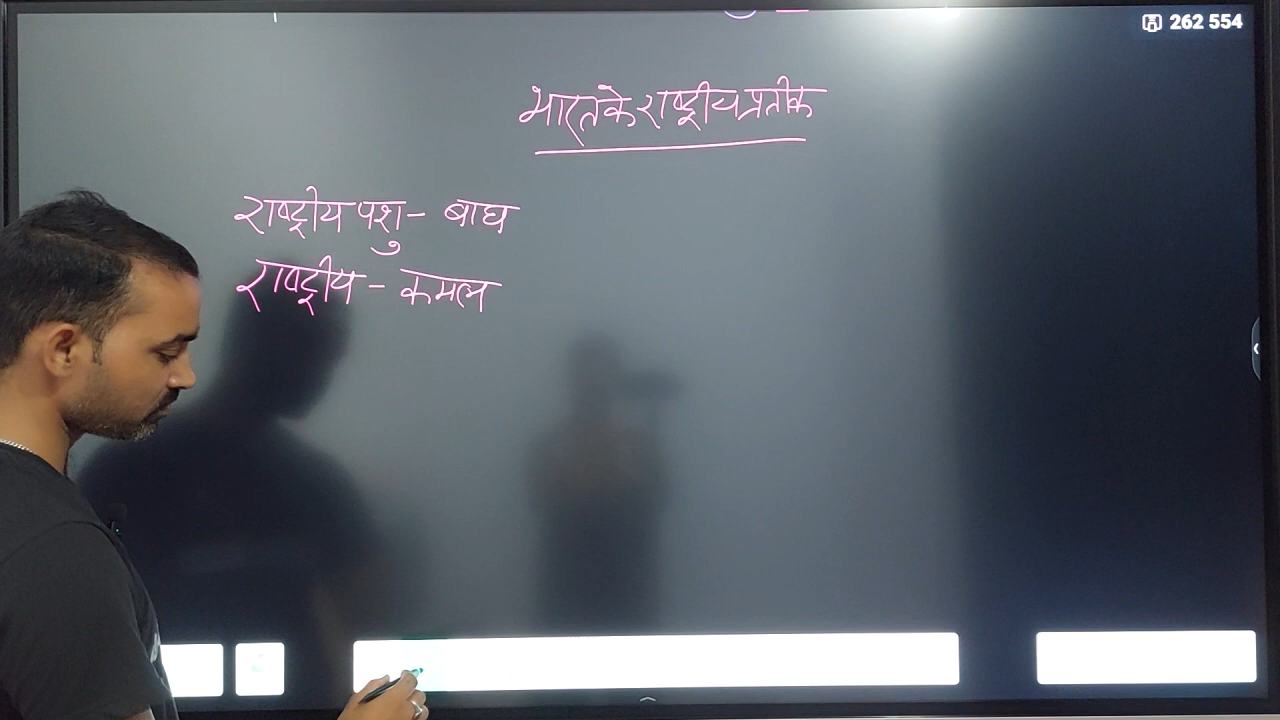 262 554
भारत के राष्ट्रीय प्रतीक
राष्ट्रीय पशु - बाघ
राष्ट्रीय - कमल